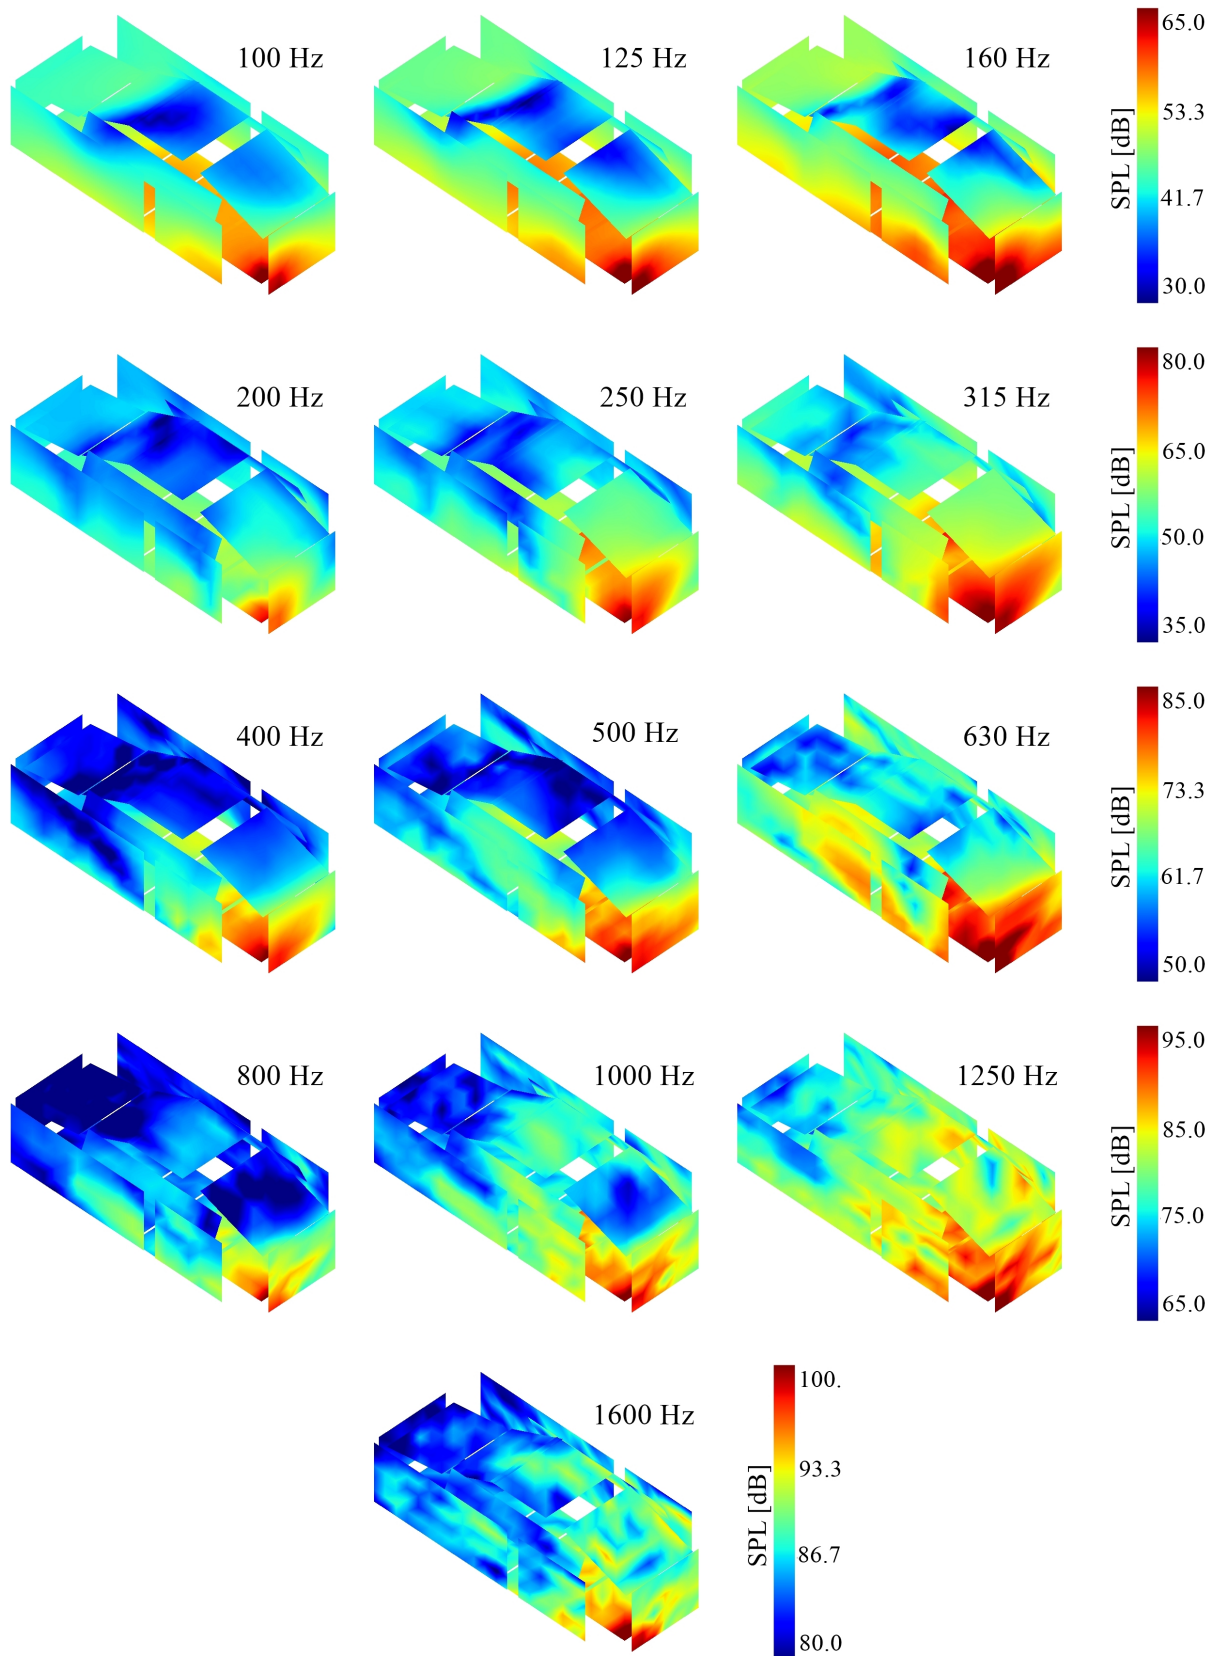 100 Hz
125 Hz
160 Hz
SPL [dB]
65.0
53.3
41.7
30.0
200 Hz
250 Hz
315 Hz
SPL [dB]
80.0
65.0
50.0
35.0
400 Hz
500 Hz
630 Hz
SPL [dB]
85.0
73.3
61.7
50.0
800 Hz
1000 Hz
1250 Hz
SPL [dB]
95.0
85.0
75.0
65.0
1600 Hz
SPL [dB]
100.
93.3
86.7
80.0